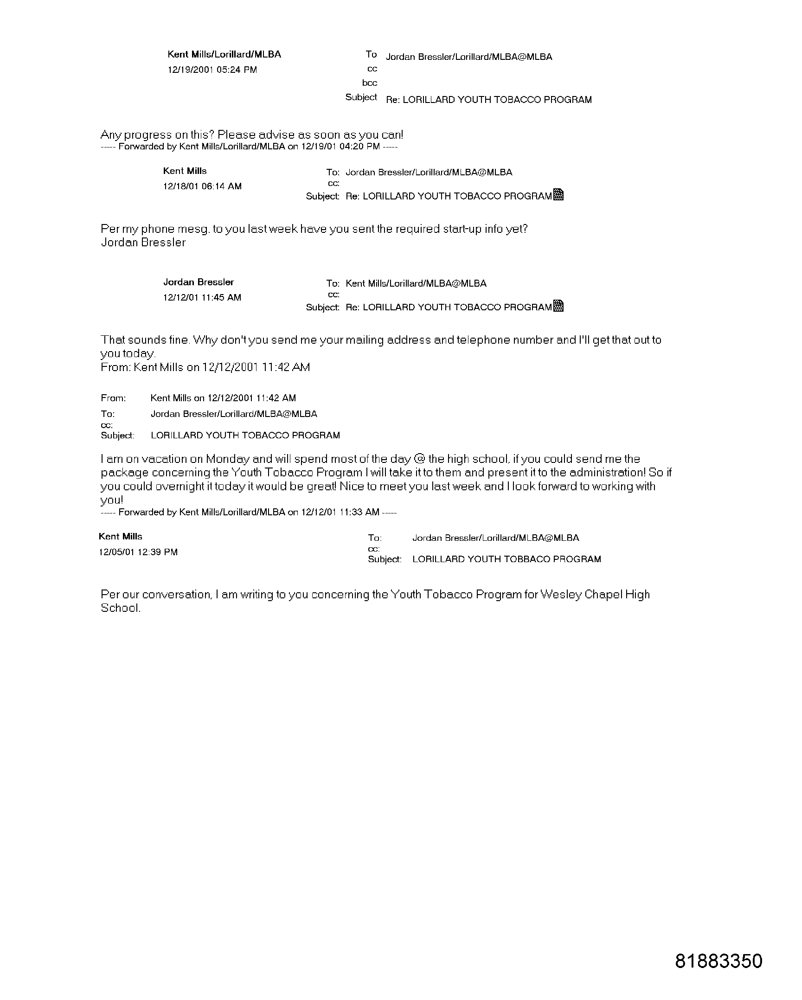 Kent Mills/Lorillard/MLBA To Jordan Bressler/Lorillard/MLBA@MLBA
12/19/2001 05:24 PM cc
bcc
Subject Re: LORILLARD YOUTH TOBACCO PROGRAM
Any progress on this? Please advise as soon as you can!
----- Forwarded by Kent Mills/Lorillard/MLBA on 12/19/01 04:20 PM -----
Kent Mills To: Jordan Bressler/Lorillard/MLBA@MLBA
12/18/01 06:14 AM cc:
Subject: Re: LORILLARD YOUTH TOBACCO PROGRAM
Per my phone mesg. to you last week have you sent the required start-up info yet?
Jordan Bressler
Jordan Bressler To: Kent Mills/Lorillard/MLBA@MLBA
12/12/01 11:45 AM cc:
Subject: Re: LORILLARD YOUTH TOBACCO PROGRAM
That sounds fine. Why don't you send me your mailing address and telephone number and I'll get that out to
you today.
From: Kent Mills on 12/12/2001 11:42 AM
From: Kent Mills on 12/12/2001 11:42 AM
To: Jordan Bressler/Lorillard/MLBA@MLBA
cc:
Subject: LORILLARD YOUTH TOBACCO PROGRAM
I am on vacation on Monday and will spend most of the day @ the high school, if you could send me the
package concerning the Youth Tobacco Program I will take it to them and present it to the administration! So if
you could overnight it today it would be great! Nice to meet you last week and I look forward to working with
you!
----- Forwarded by Kent Mills/Lorillard/MLBA on 12/12/01 11:33 AM -----
Kent Mills To: Jordan Bressler/Lorillard/MLBA@MLBA
12/05/01 12:39 PM cc:
Subject: LORILLARD YOUTH TOBBACO PROGRAM
Per our conversation, I am writing to you concerning the Youth Tobacco Program for Wesley Chapel High
School.
81883350